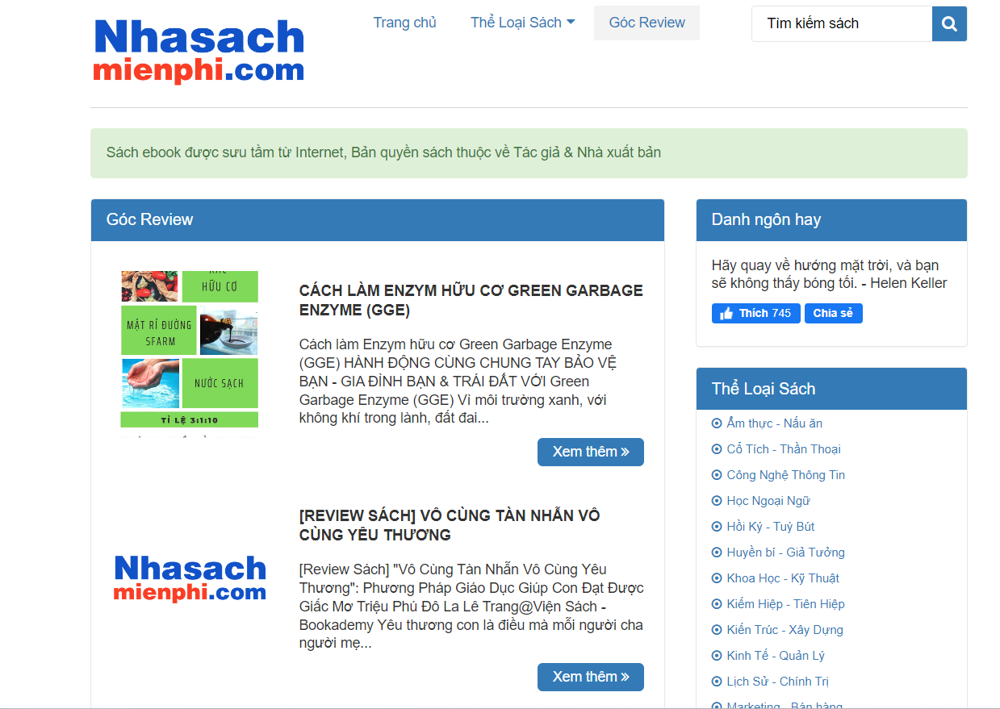 Nhasach
mienphi.com
Trang chủ
Thể Loại Sách
Góc Review
Tìm kiếm sách
Sách ebook được sưu tầm từ Internet, Bản quyền sách thuộc về Tác giả & Nhà xuất bản
Góc Review
HỮU CƠ
MẬT RỈ ĐƯỜNG
SFARM
NƯỚC SẠCH
TỈ LỆ 3:1:10
CÁCH LÀM ENZYM HỮU CƠ GREEN GARBAGE
ENZYME (GGE)
Cách làm Enzym hữu cơ Green Garbage Enzyme
(GGE) HÀNH ĐỘNG CÙNG CHUNG TAY BẢO VỆ
BẠN - GIA ĐÌNH BẠN & TRÁI ĐẤT VỚI Green
Garbage Enzyme (GGE) Vì môi trường xanh, với
không khí trong lành, đất đai...
Xem thêm »
Nhasach
mienphi.com
[REVIEW SÁCH] VÔ CÙNG TÀN NHẪN VÔ
CÙNG YÊU THƯƠNG
[Review Sách] "Vô Cùng Tàn Nhẫn Vô Cùng Yêu
Thương": Phương Pháp Giáo Dục Giúp Con Đạt Được
Giấc Mơ Triệu Phú Đô La Lê Trang@Viện Sách -
Bookademy Yêu thương con là điều mà mỗi người cha
người mẹ...
Xem thêm »
Danh ngôn hay
Hãy quay về hướng mặt trời, và bạn
sẽ không thấy bóng tối. - Helen Keller
Thích 745
Chia sẻ
Thể Loại Sách
Ẩm thực - Nấu ăn
Cổ Tích - Thần Thoại
Công Nghệ Thông Tin
Học Ngoại Ngữ
Hồi Ký - Tuỳ Bút
Huyền bí - Giả Tưởng
Khoa Học - Kỹ Thuật
Kiếm Hiệp - Tiên Hiệp
Kiến Trúc - Xây Dựng
Kinh Tế - Quản Lý
Lịch Sử - Chính Trị
Marketing - Bán hàng